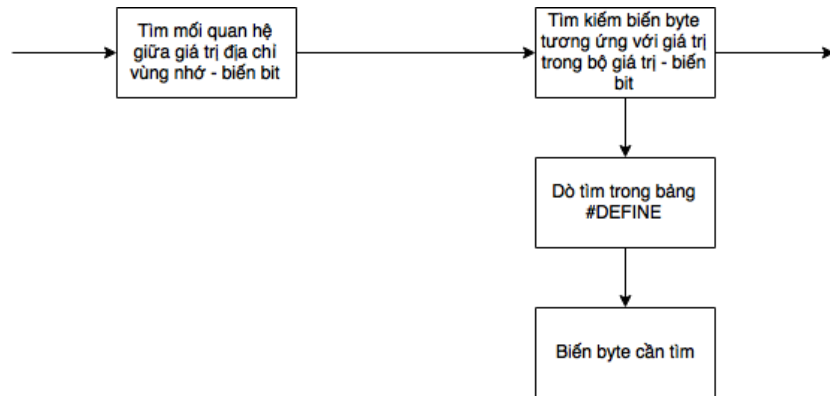 Tìm mối quan hệ
giữa giá trị địa chỉ
vùng nhớ - biến bit
Tìm kiếm biến byte
tương ứng với giá trị
trong bộ giá trị - biến
bit
Dò tìm trong bảng
#DEFINE
Biến byte cần tìm